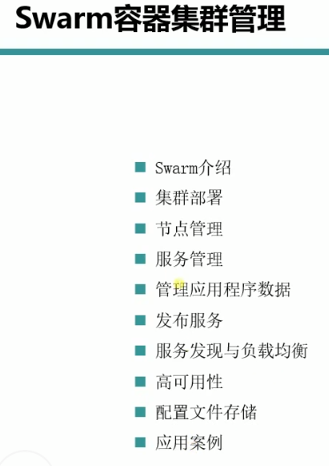 Swarm容器集群管理
Swarm介绍
集群部署
节点管理
服务管理
管理应用程序数据
发布服务
服务发现与负载均衡
高可用性
配置文件存储
应用案例